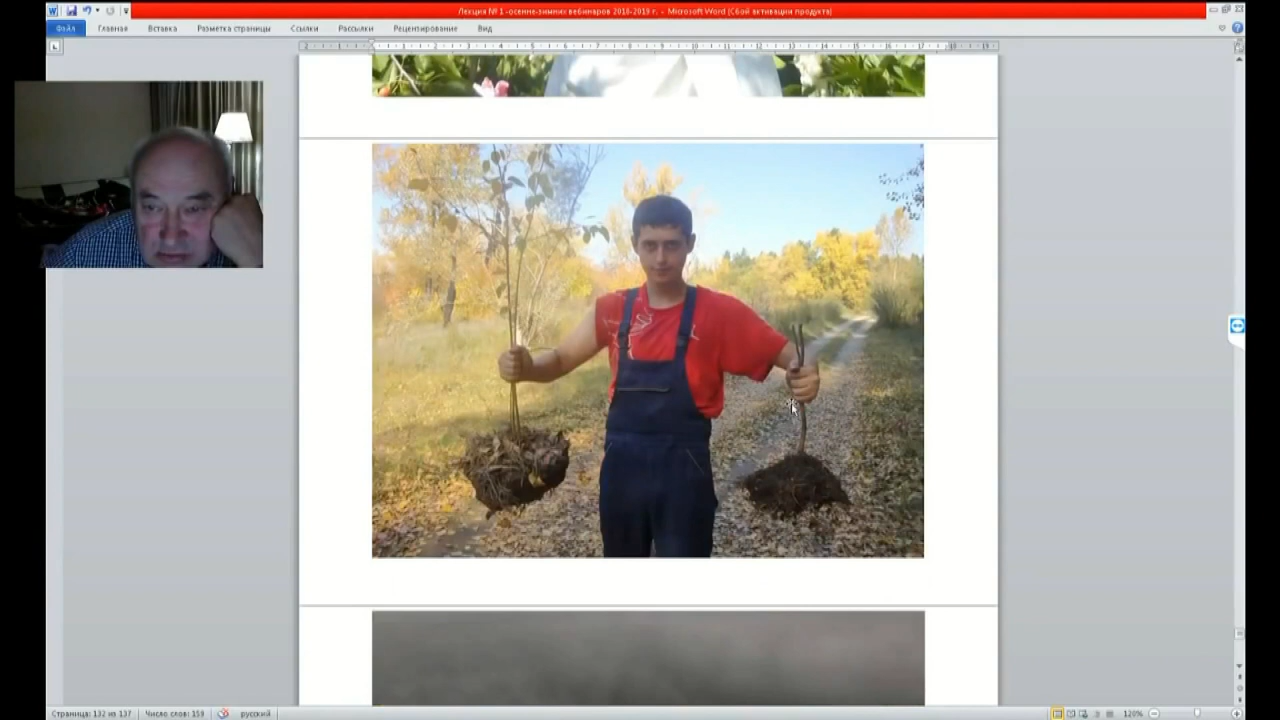 Лекция № 1 -осенне-зимних вебинаров 2018-2019 г. - Microsoft Word (Сбой активации продукта)
Файл Главная Вставка Разметка страницы Ссылки Рассылки Рецензирование Вид
Страница: 132 из 137 Число слов: 159 русский 120%